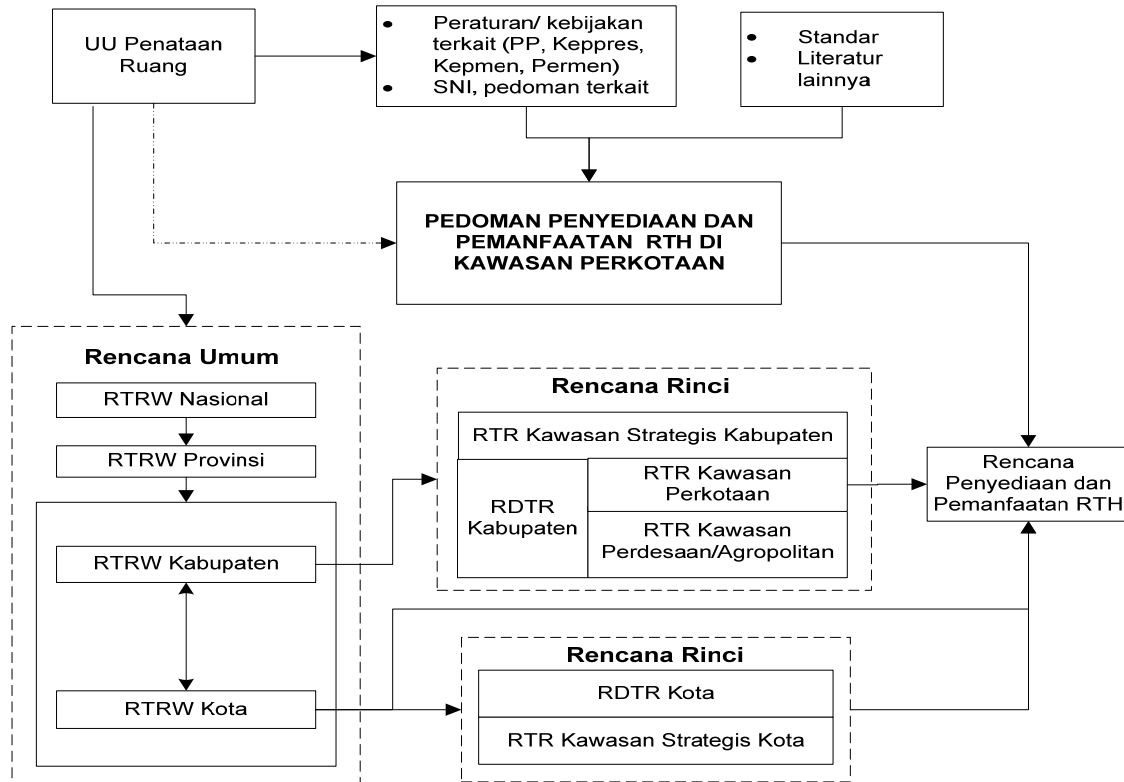 UU Penataan
Ruang
• Peraturan/ kebijakan
terkait (PP, Keppres,
Kepmen, Permen)
• SNI, pedoman terkait
• Standar
• Literatur
lainnya
PEDOMAN PENYEDIAAN DAN
PEMANFAATAN RTH DI
KAWASAN PERKOTAAN
Rencana Umum
RTRW Nasional
RTRW Provinsi
RTRW Kabupaten
RTRW Kota
Rencana Rinci
RTR Kawasan Strategis Kabupaten
RDTR
Kabupaten
RTR Kawasan
Perkotaan
RTR Kawasan
Perdesaan/Agropolitan
Rencana Rinci
RDTR Kota
RTR Kawasan Strategis Kota
Rencana
Penyediaan dan
Pemanfaatan RTH